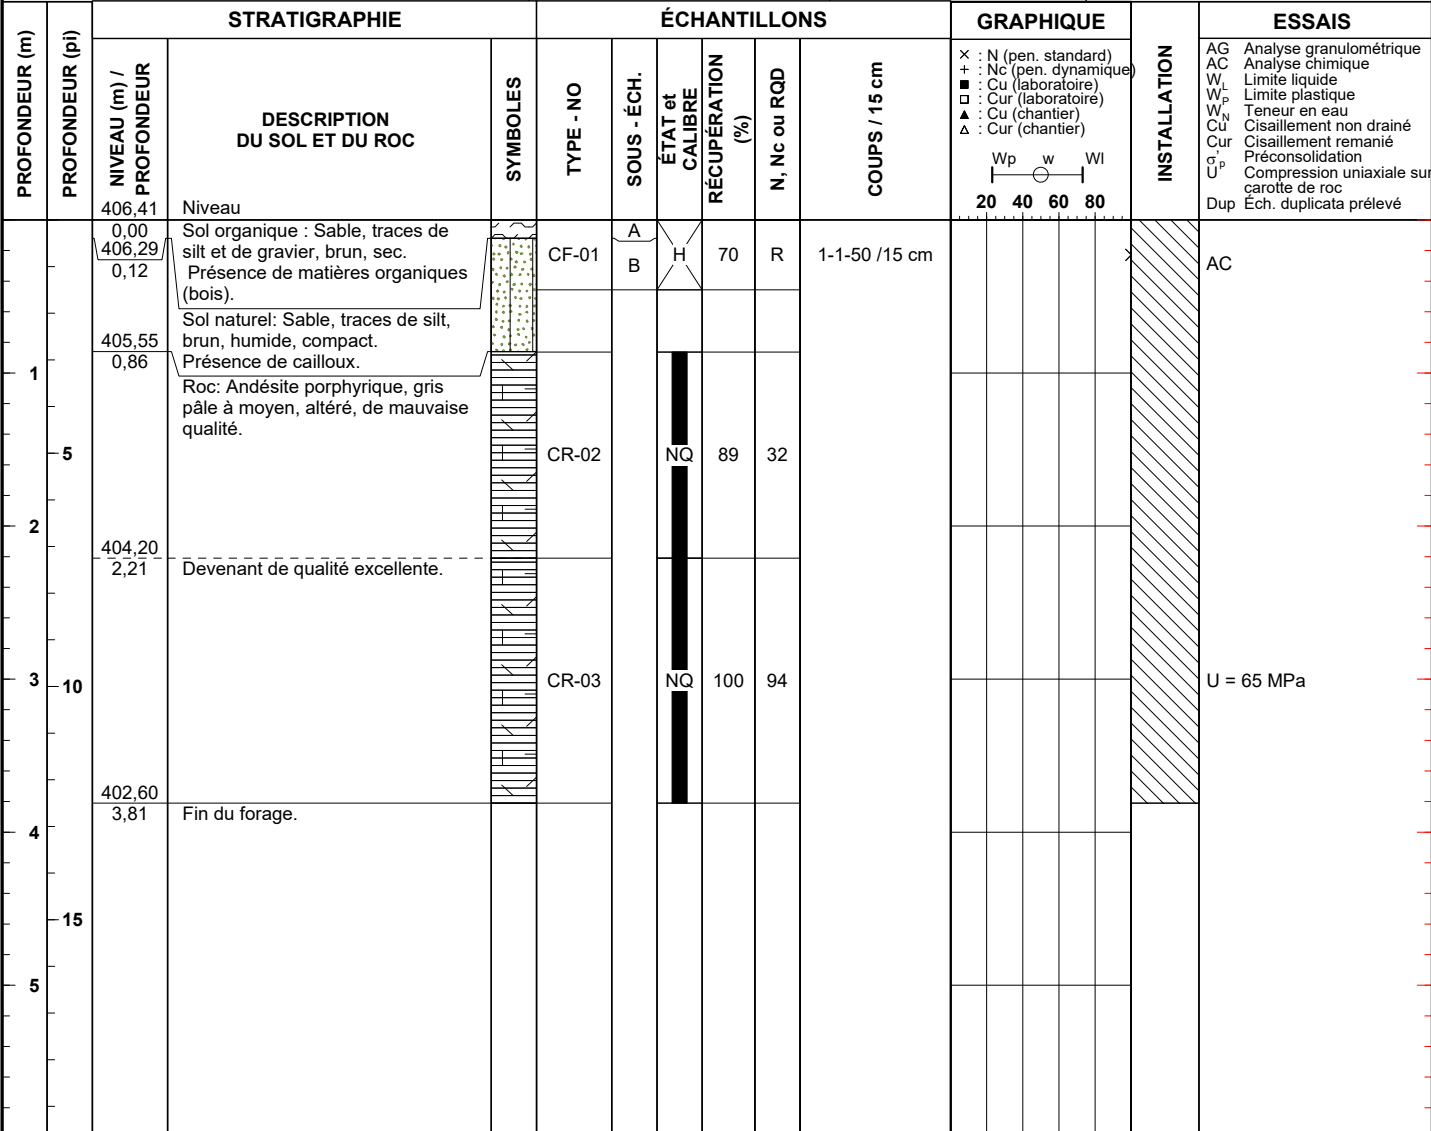 PROFONDEUR (m)
PROFONDEUR (pi)
STRATIGRAPHIE
NIVEAU (m) /
PROFONDEUR
DESCRIPTION
DU SOL ET DU ROC
SYMBOLES
ÉCHANTILLONS
TYPE - NO
SOUS - ÉCH.
ÉTAT et
CALIBRE
RÉCUPÉRATION
(%)
N, Nc ou RQD
COUPS / 15 cm
GRAPHIQUE
× : N (pen. standard)
+ : Nc (pen. dynamique)
■ : Cu (laboratoire)
□ : Cur (laboratoire)
▲ : Cu (chantier)
△ : Cur (chantier)
Wp w Wl
20 40 60 80
INSTALLATION
ESSAIS
AG Analyse granulométrique
AC Analyse chimique
WL Limite liquide
WP Limite plastique
WN Teneur en eau
Cu Cisaillement non drainé
Cur Cisaillement remanié
σ'p Préconsolidation
U Compression uniaxiale sur
carotte de roc
Dup Éch. duplicata prélevé
406,41 Niveau
0,00 Sol organique : Sable, traces de
406,29 silt et de gravier, brun, sec.
0,12 Présence de matières organiques
(bois).
CF-01 A B H 70 R 1-1-50 /15 cm × AC
Sol naturel: Sable, traces de silt,
405,55 brun, humide, compact.
0,86 Présence de cailloux.
1
Roc: Andésite porphyrique, gris
pâle à moyen, altéré, de mauvaise
qualité.
5 CR-02 NQ 89 32
2
404,20
2,21 Devenant de qualité excellente.
3 10 CR-03 NQ 100 94 U = 65 MPa
402,60
3,81 Fin du forage.
4
15
5